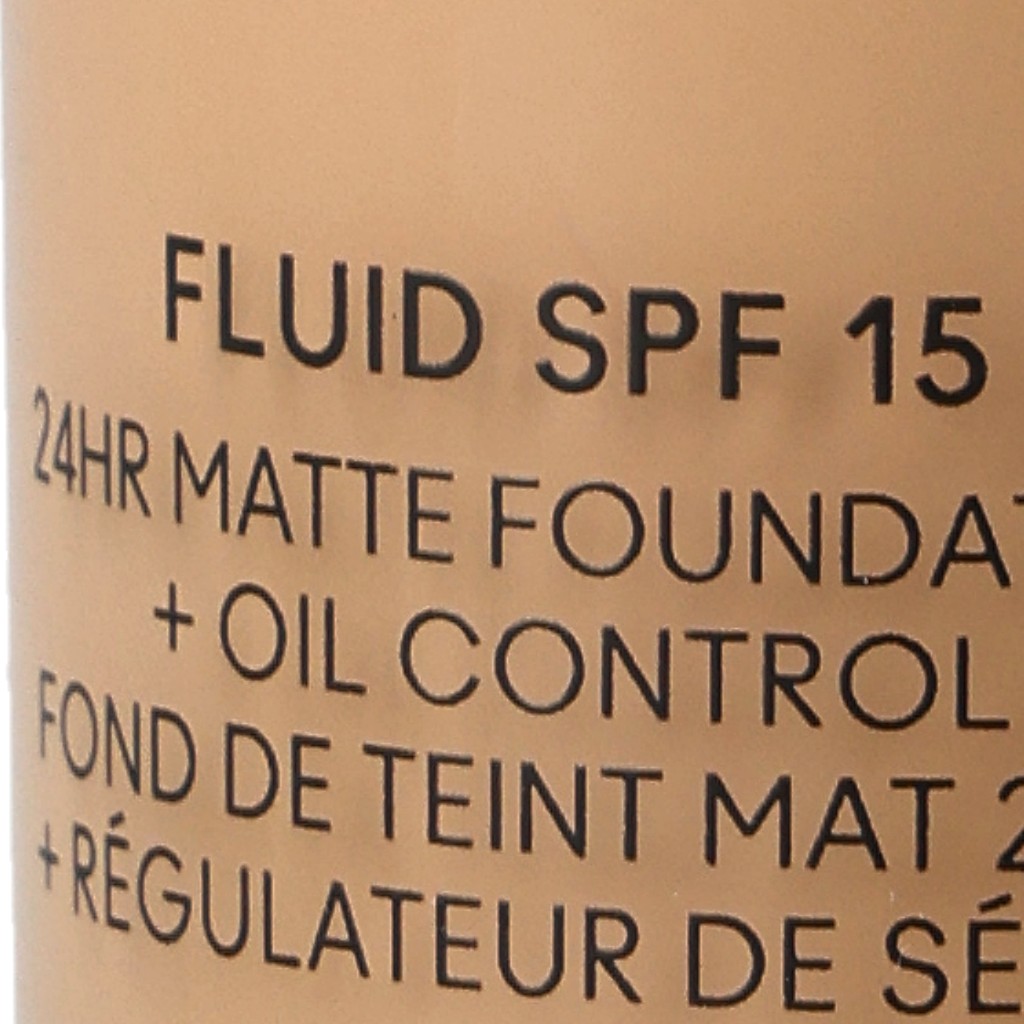 FLUID SPF 15
24HR MATTE FOUNDAT
+ OIL CONTROL
FOND DE TEINT MAT 2
+ RÉGULATEUR DE SÉ